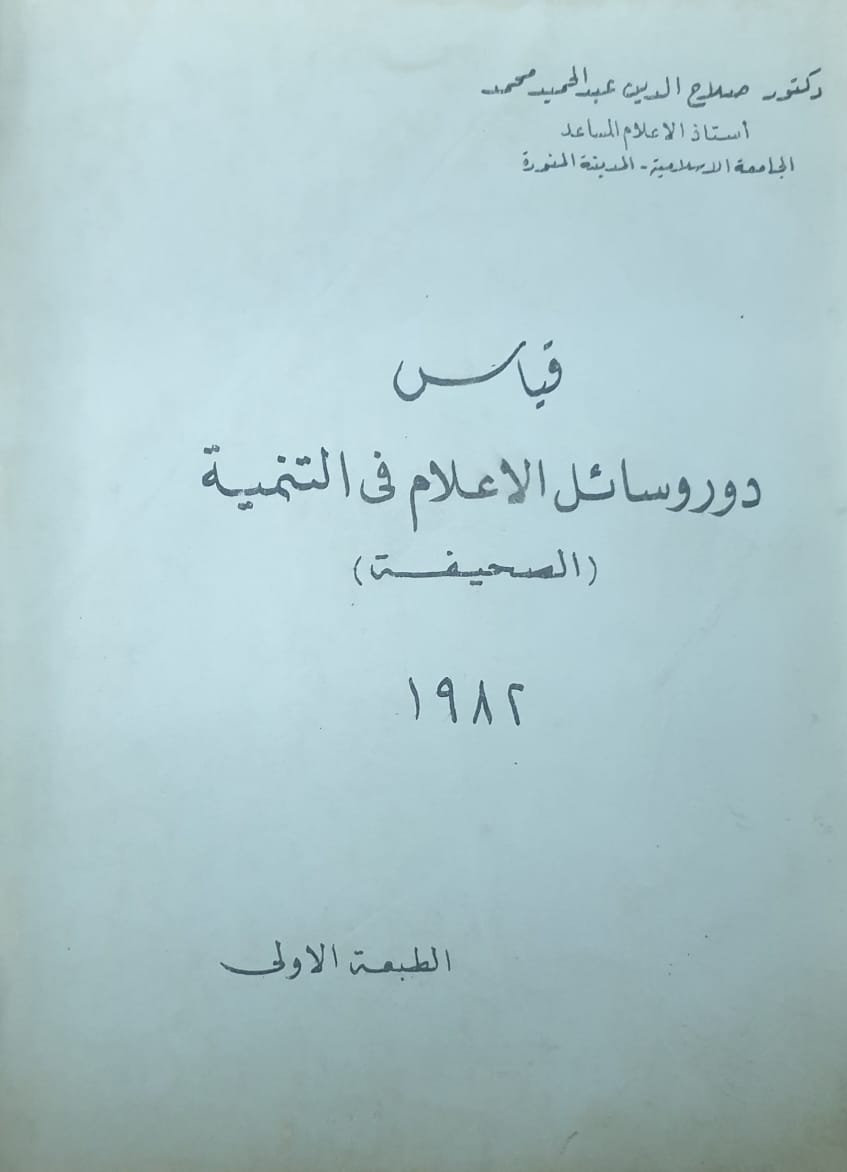 دكتور صلاح الدين عبدالحميد محمد
أستاذ الاعلام المساعد
الجامعة الاسلامية - المدينة المنورة
قياس
دور وسائل الاعلام فى التنمية
(الصحيفة)
١٩٨٢
الطبعة الاولى